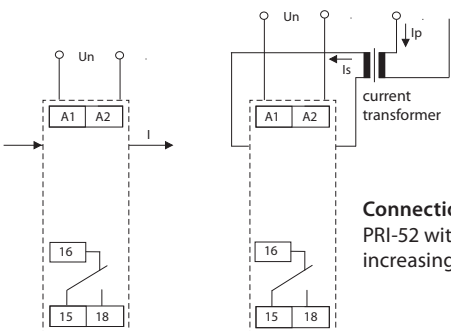 Un
A1 A2
I
16
15 18
Un
Ip
Is
current
transformer
A1 A2
16
15 18
Connectio
PRI-52 wit
increasing